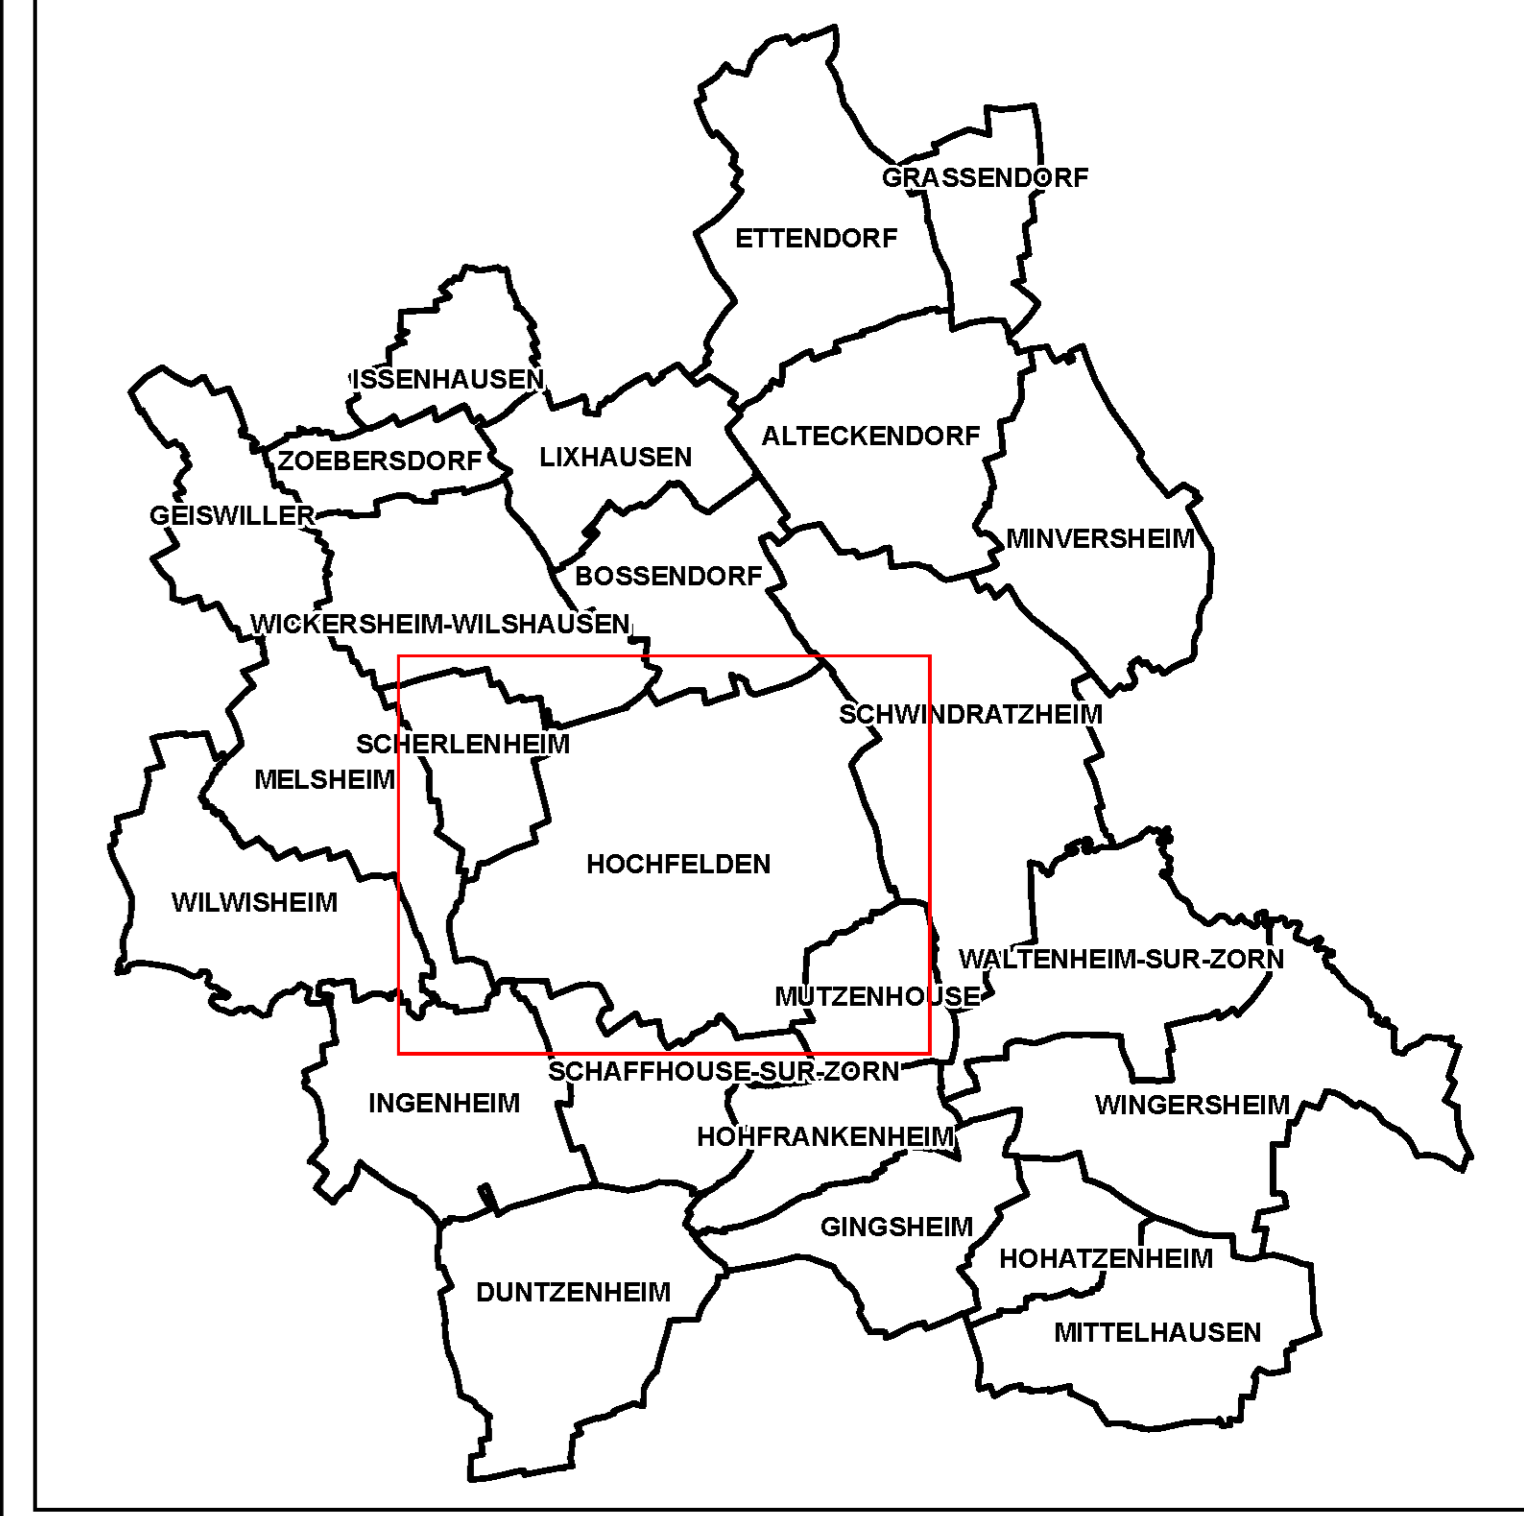 GRASSENDORF
ETTENDORF
ISSENHAUSEN
ALTECKENDORF
LIXHAUSEN
ZOEBERSDORF
GEISWILLER
MINVERSHEIM
BOSSENDORF
WICKERSHEIM-WILSHAUSEN
SCHWINDRATZHEIM
SCHERLENHEIM
MELSHEIM
HOCHFELDEN
WILWISHEIM
WALTENHEIM-SUR-ZORN
MUTZENHOUSE
SCHAFFHOUSE-SUR-ZORN
INGENHEIM
WINGERSHEIM
HOHFRANKENHEIM
GINGSHEIM
HOHATZENHEIM
DUNTZENHEIM
MITTELHAUSEN